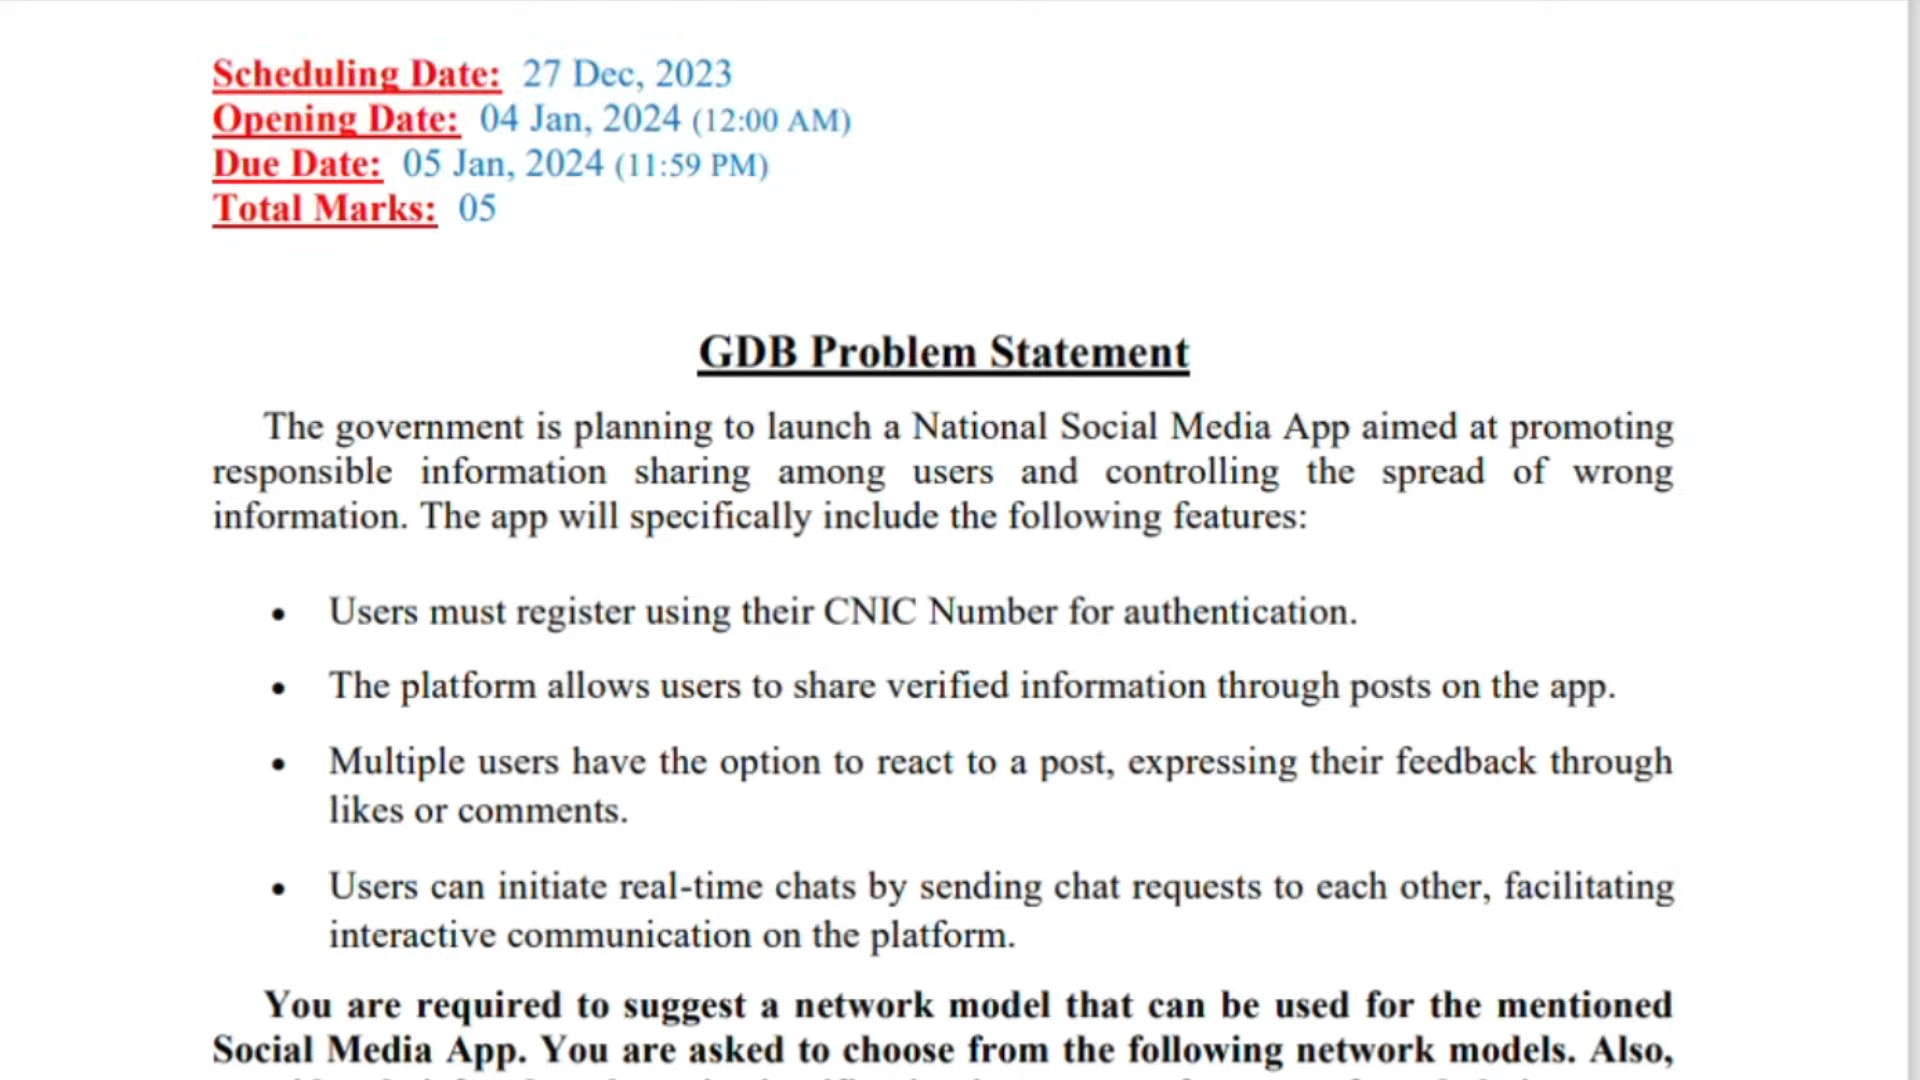 Scheduling Date: 27 Dec, 2023
Opening Date: 04 Jan, 2024 (12:00 AM)
Due Date: 05 Jan, 2024 (11:59 PM)
Total Marks: 05
GDB Problem Statement
The government is planning to launch a National Social Media App aimed at promoting
responsible information sharing among users and controlling the spread of wrong
information. The app will specifically include the following features:
• Users must register using their CNIC Number for authentication.
• The platform allows users to share verified information through posts on the app.
• Multiple users have the option to react to a post, expressing their feedback through
likes or comments.
• Users can initiate real-time chats by sending chat requests to each other, facilitating
interactive communication on the platform.
You are required to suggest a network model that can be used for the mentioned
Social Media App. You are asked to choose from the following network models. Also,